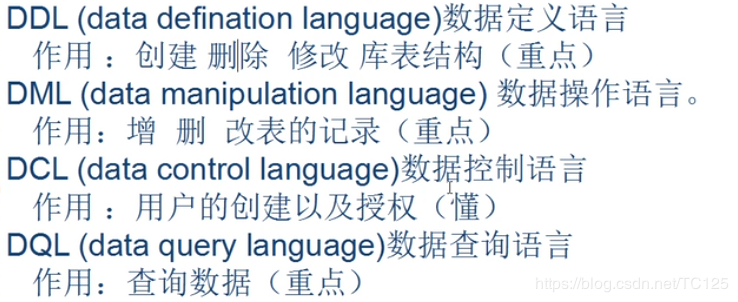 DDL (data defination language)数据定义语言
作用：创建 删除 修改 库表结构（重点）
DML (data manipulation language) 数据操作语言。
作用：增 删 改表的记录（重点）
DCL (data control language)数据控制语言
作用：用户的创建以及授权（懂）
DQL (data query language)数据查询语言
作用：查询数据（重点）
https://blog.csdn.net/TC125